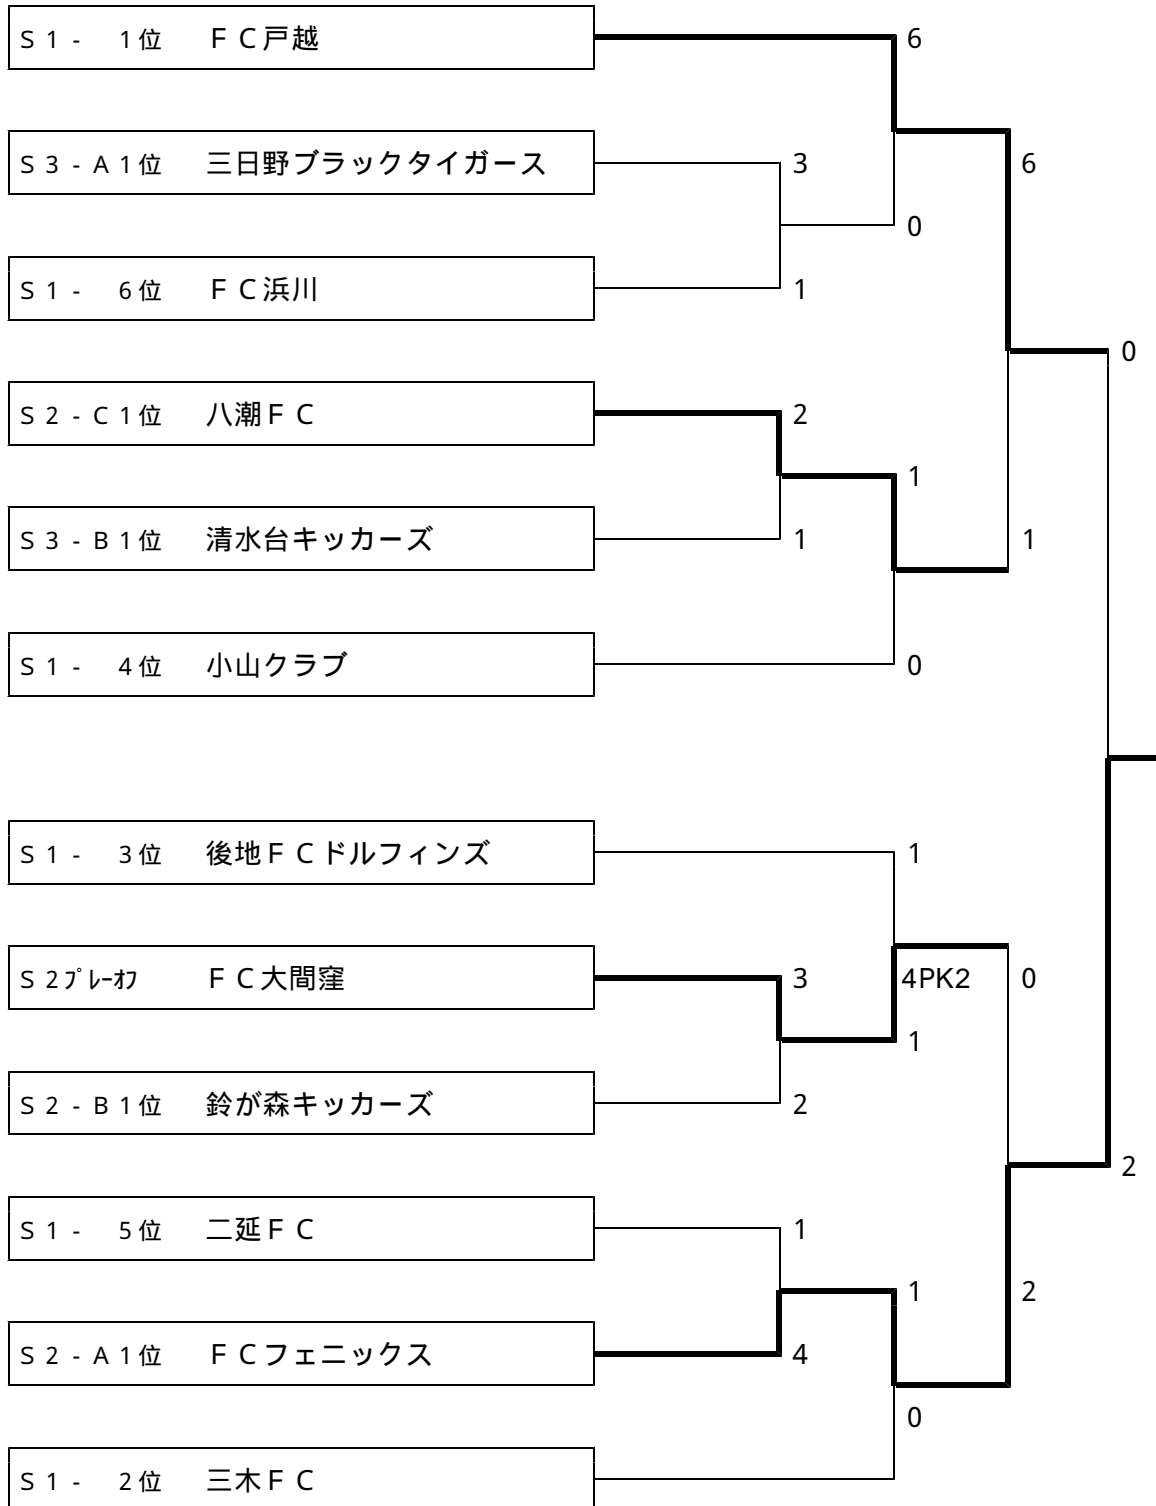 Ｓ１- １位 ＦＣ戸越
6
Ｓ３-Ａ１位 三日野ブラックタイガース
3
6
0
Ｓ１- ６位 ＦＣ浜川
1
0
Ｓ２-Ｃ１位 八潮ＦＣ
2
1
Ｓ３-Ｂ１位 清水台キッカーズ
1
1
Ｓ１- ４位 小山クラブ
0
Ｓ１- ３位 後地ＦＣドルフィンズ
1
Ｓ２ﾌﾟﾚｰｵﾌ ＦＣ大間窪
3
4PK2
0
1
Ｓ２-Ｂ１位 鈴が森キッカーズ
2
2
Ｓ１- ５位 二延ＦＣ
1
1
2
Ｓ２-Ａ１位 ＦＣフェニックス
4
0
Ｓ１- ２位 三木ＦＣ